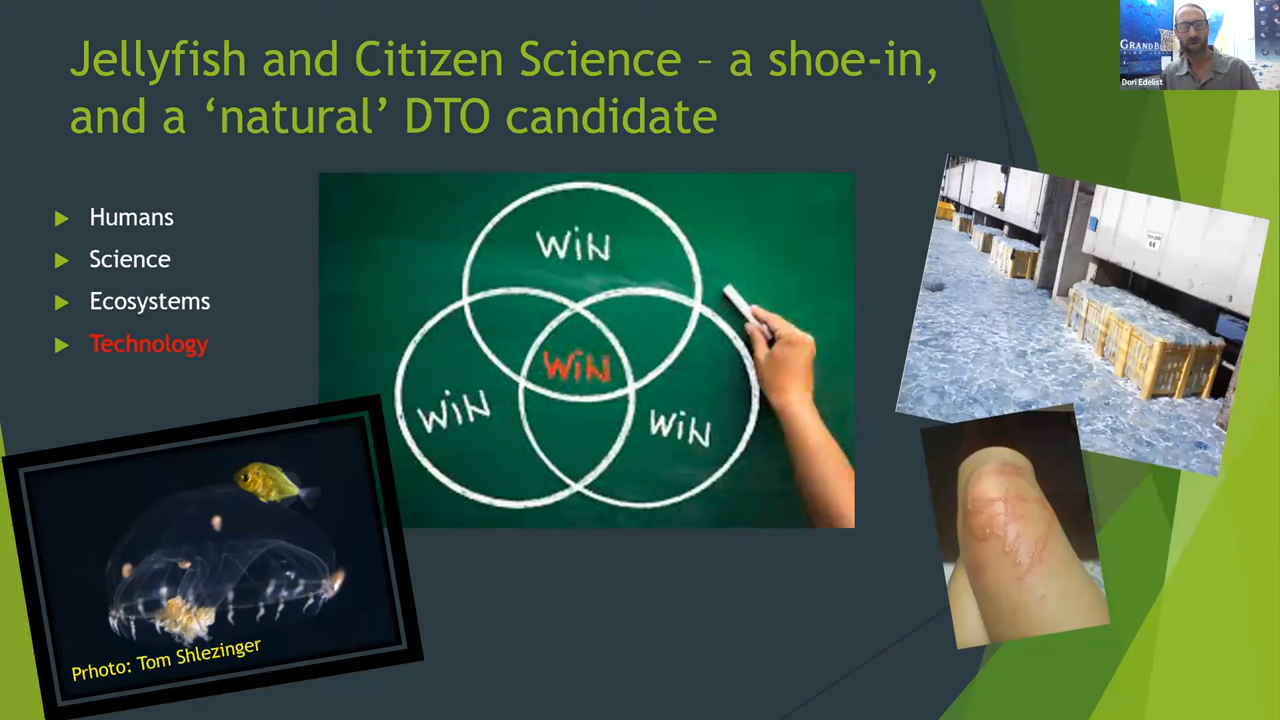 Jellyfish and Citizen Science – a shoe-in,
and a ‘natural’ DTO candidate
Dori Edelist
Humans
Science
Ecosystems
Technology
WiN
WiN
WiN
WiN
Prhoto: Tom Shlezinger